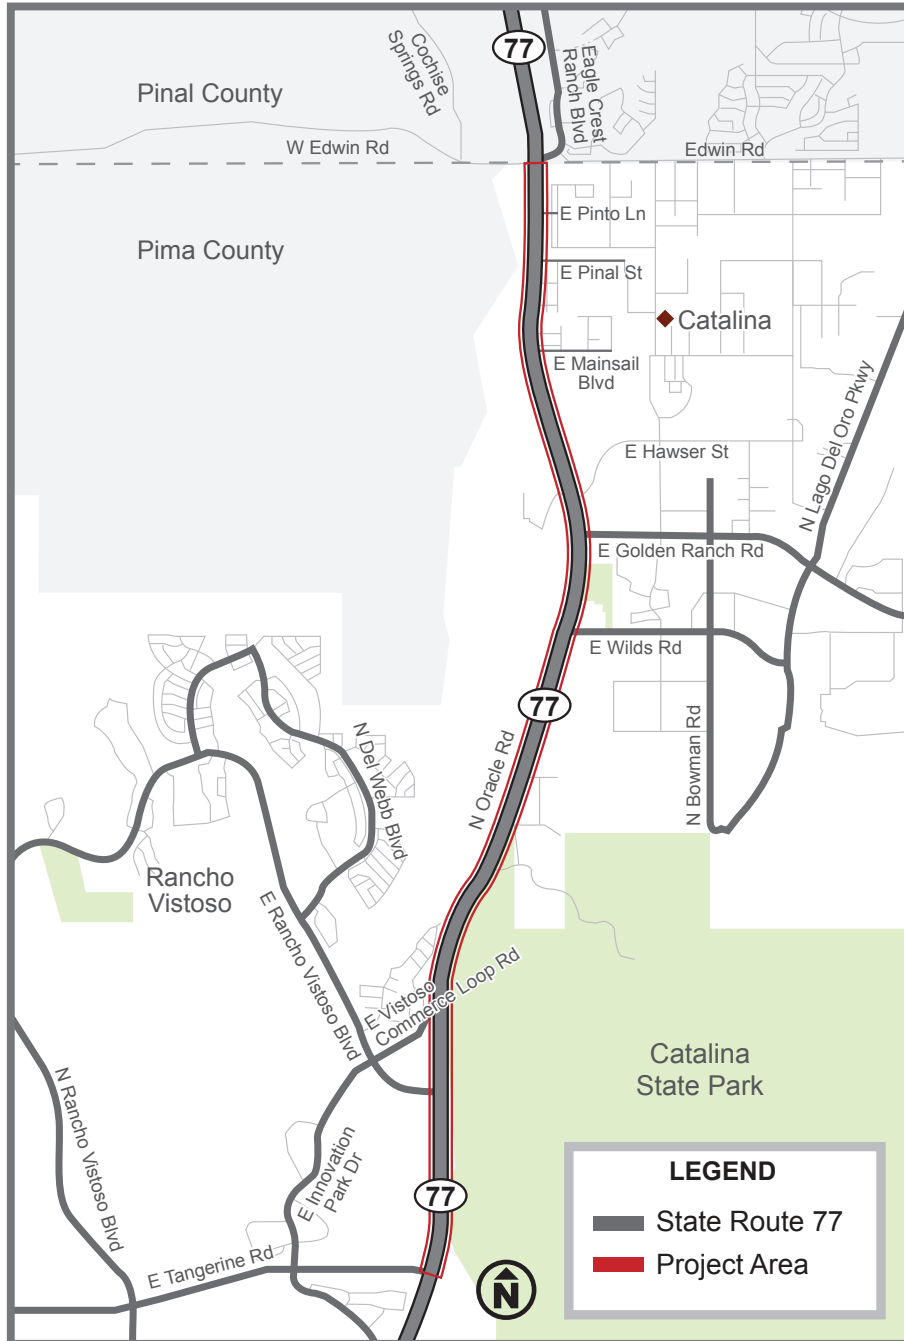 77
Cochise
Springs Rd
Eagle Crest
Ranch Blvd
Pinal County
W Edwin Rd
Edwin Rd
E Pinto Ln
Pima County
E Pinal St
Catalina
E Mainsail
Blvd
N Lago Del Oro Pkwy
E Hawser St
E Golden Ranch Rd
E Wilds Rd
77
N Oracle Rd
N Bowman Rd
N Del Webb Blvd
Rancho
Vistoso
E Rancho Vistoso Blvd
E Vistoso
Commerce Loop Rd
Catalina
State Park
N Rancho Vistoso Blvd
E Innovation
Park Dr
77
E Tangerine Rd
N
LEGEND
State Route 77
Project Area